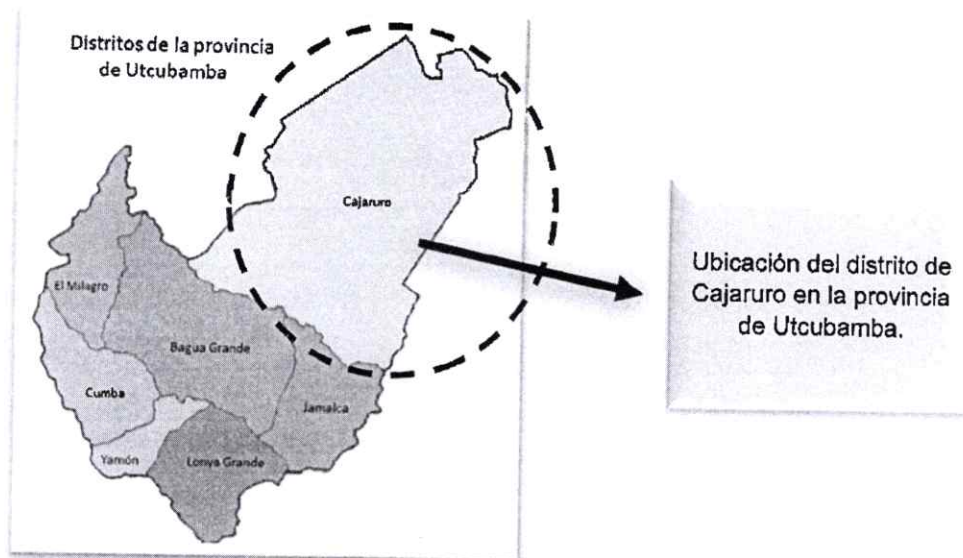 Distritos de la provincia
de Utcubamba
Cajaruro
Ubicación del distrito de
Cajaruro en la provincia
de Utcubamba.
El Milagro
Bagua Grande
Cumba
Jamalca
Yamón
Lonya Grande